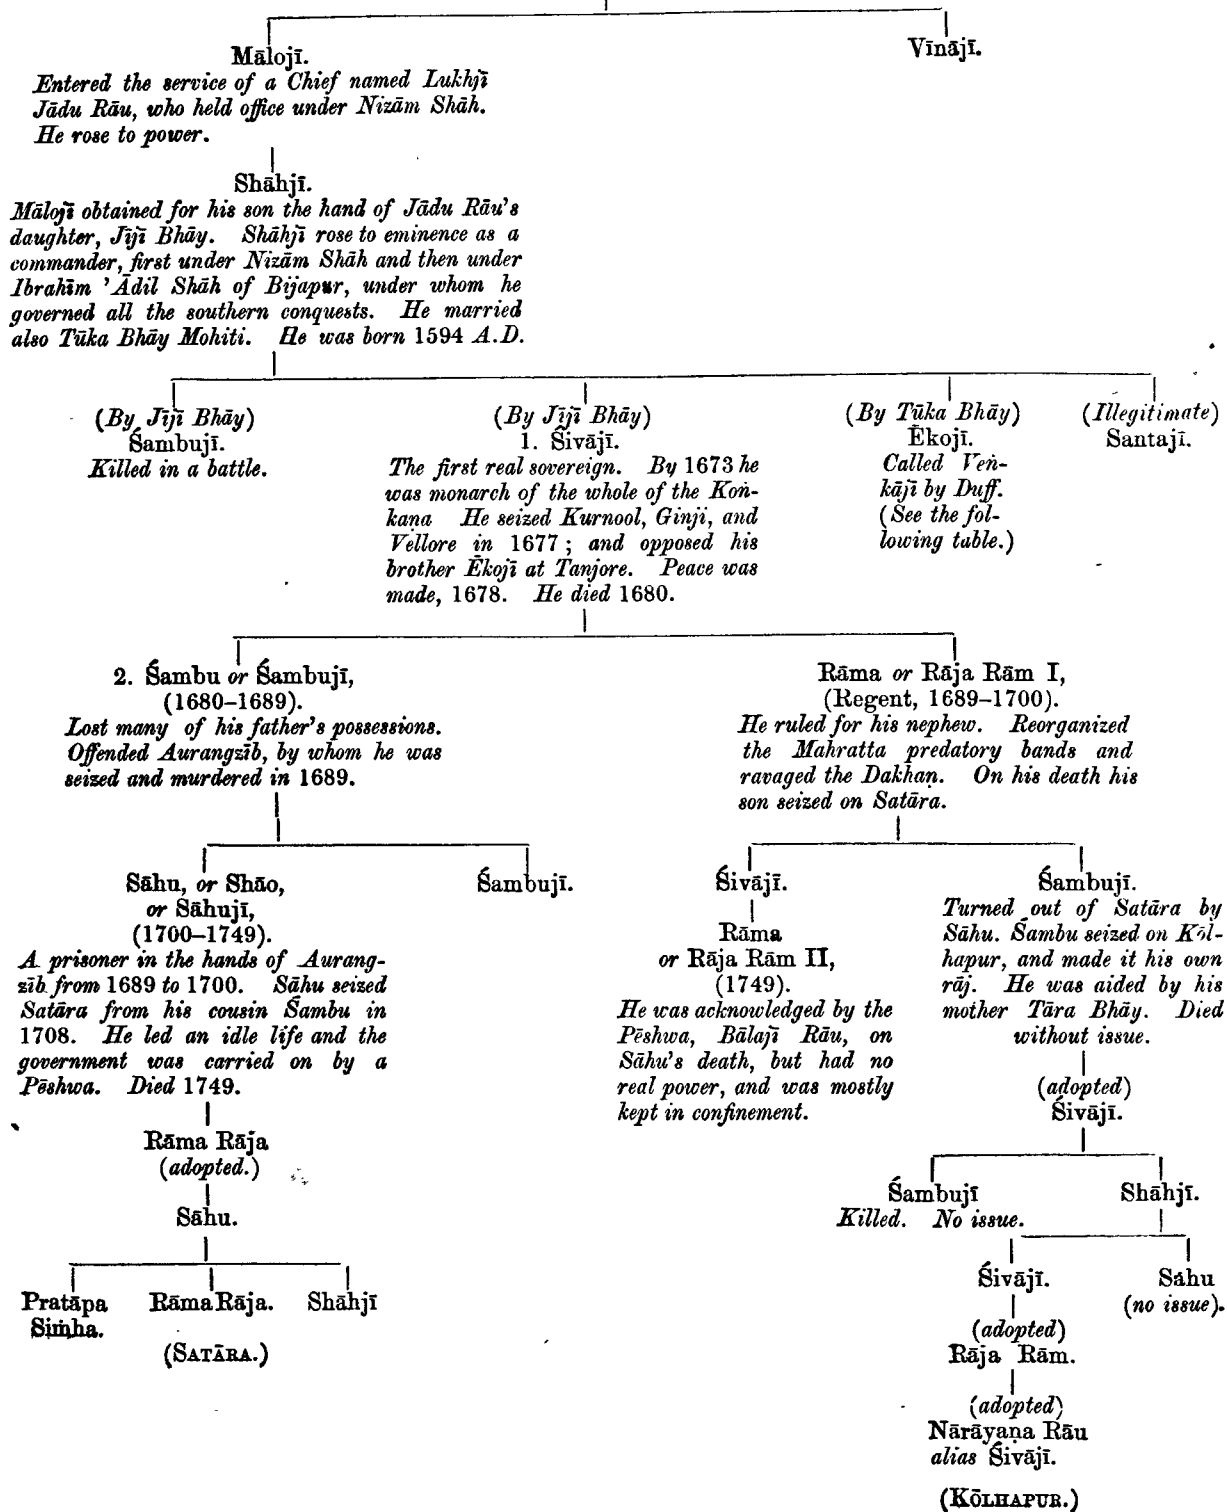 Mālojī.
Entered the service of a Chief named Lukhjī
Jādu Rāu, who held office under Nizām Shāh.
He rose to power.
Vīnājī.
Shāhjī.
Mālojī obtained for his son the hand of Jādu Rāu's
daughter, Jījī Bhāy. Shāhjī rose to eminence as a
commander, first under Nizām Shāh and then under
Ibrahīm 'Ādil Shāh of Bijapur, under whom he
governed all the southern conquests. He married
also Tūka Bhāy Mohiti. He was born 1594 A.D.
(By Jījī Bhāy)
Śambujī.
Killed in a battle.
(By Jījī Bhāy)
1. Śivājī.
The first real sovereign. By 1673 he
was monarch of the whole of the Koṅ-
kaṇa He seized Kurnool, Ginji, and
Vellore in 1677; and opposed his
brother Ēkojī at Tanjore. Peace was
made, 1678. He died 1680.
(By Tūka Bhāy)
Ēkojī.
Called Veṅ-
kājī by Duff.
(See the fol-
lowing table.)
(Illegitimate)
Santajī.
2. Śambu or Śambujī,
(1680–1689).
Lost many of his father's possessions.
Offended Aurangzīb, by whom he was
seized and murdered in 1689.
Rāma or Rāja Rām I,
(Regent, 1689–1700).
He ruled for his nephew. Reorganized
the Mahratta predatory bands and
ravaged the Dakhan. On his death his
son seized on Satāra.
Sāhu, or Shāo,
or Sāhujī,
(1700–1749).
A prisoner in the hands of Aurang-
zīb from 1689 to 1700. Sāhu seized
Satāra from his cousin Śambu in
1708. He led an idle life and the
government was carried on by a
Pēshwa. Died 1749.
Śambujī.
Śivājī.
Rāma
or Rāja Rām II,
(1749).
He was acknowledged by the
Pēshwa, Bālajī Rāu, on
Sāhu's death, but had no
real power, and was mostly
kept in confinement.
Śambujī.
Turned out of Satāra by
Sāhu. Śambu seized on Kōl-
hapur, and made it his own
rāj. He was aided by his
mother Tāra Bhāy. Died
without issue.
(adopted)
Śivājī.
Rāma Rāja
(adopted.)
Sāhu.
Śambujī
Killed. No issue.
Shāhjī.
Pratāpa
Siṁha.
Rāma Rāja.
Shāhjī
(SATĀRA.)
Śivājī.
Sáhu
(no issue).
(adopted)
Rāja Rām.
(adopted)
Nārāyaṇa Rāu
alias Śivājī.
(KŌLHAPUR.)